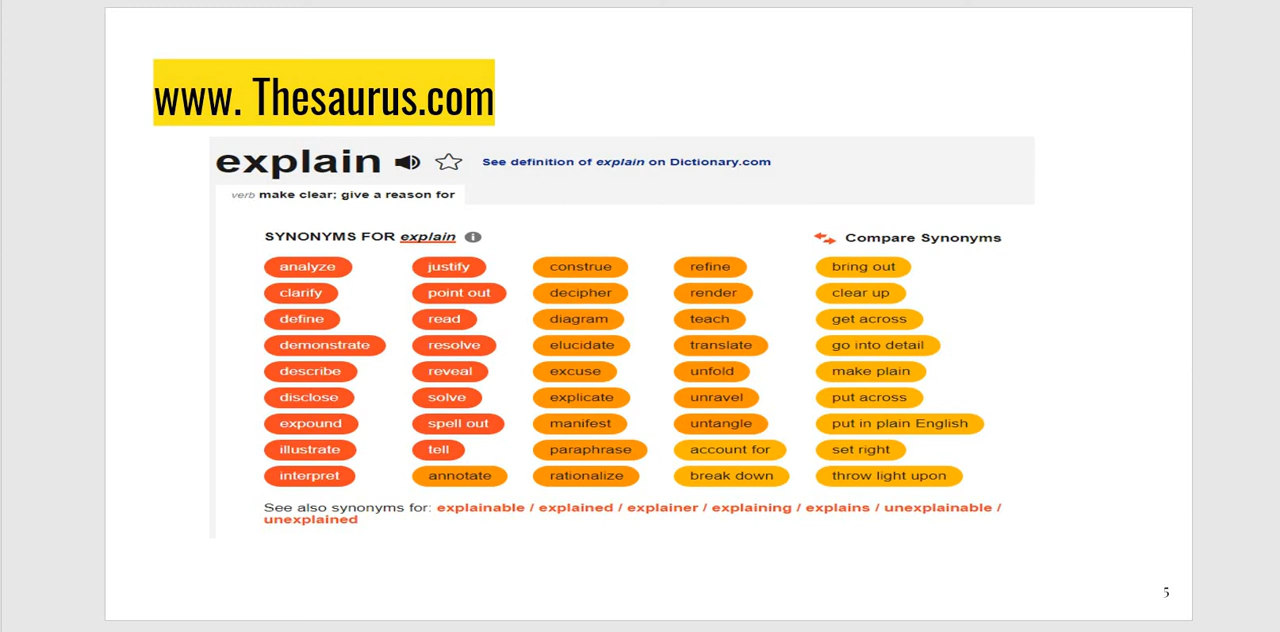 www. Thesaurus.com
explain See definition of explain on Dictionary.com
verb make clear; give a reason for
SYNONYMS FOR explain i Compare Synonyms
analyze justify construe refine bring out
clarify point out decipher render clear up
define read diagram teach get across
demonstrate resolve elucidate translate go into detail
describe reveal excuse unfold make plain
disclose solve explicate unravel put across
expound spell out manifest untangle put in plain English
illustrate tell paraphrase account for set right
interpret annotate rationalize break down throw light upon
See also synonyms for: explainable / explained / explainer / explaining / explains / unexplainable /
unexplained
5